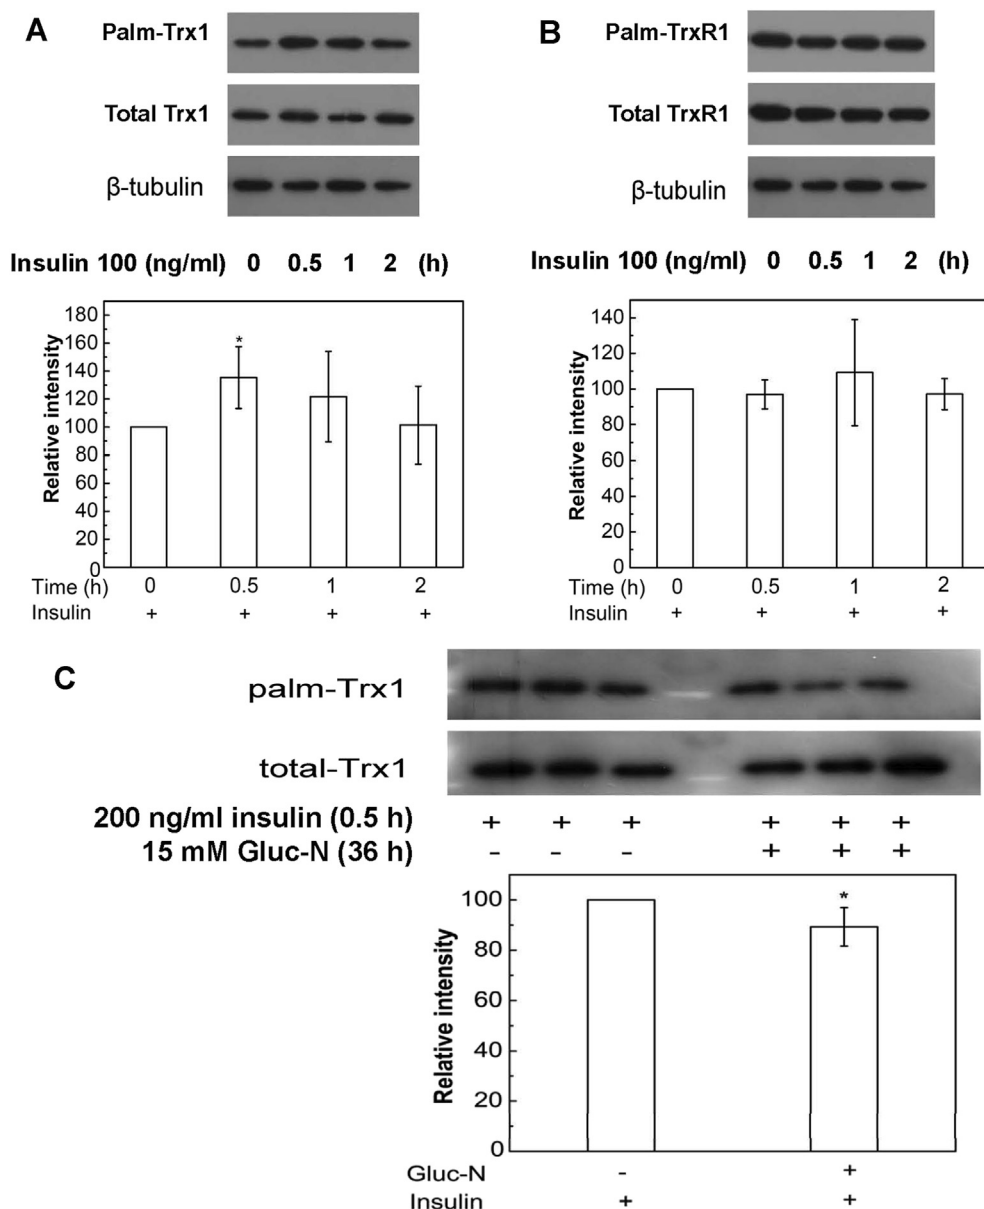 A
Palm-Trx1
Total Trx1
β-tubulin
Insulin 100 (ng/ml) 0 0.5 1 2 (h)
Relative intensity
180
160
140
120
100
80
60
40
20
0
*
Time (h) 0 0.5 1 2
Insulin + + + +
B
Palm-TrxR1
Total TrxR1
β-tubulin
Insulin 100 (ng/ml) 0 0.5 1 2 (h)
Relative intensity
140
120
100
80
60
40
20
0
Time (h) 0 0.5 1 2
Insulin + + + +
C
palm-Trx1
total-Trx1
200 ng/ml insulin (0.5 h) + + + + + +
15 mM Gluc-N (36 h) - - - + + +
Relative intensity
100
80
60
40
20
0
*
Gluc-N - +
Insulin + +